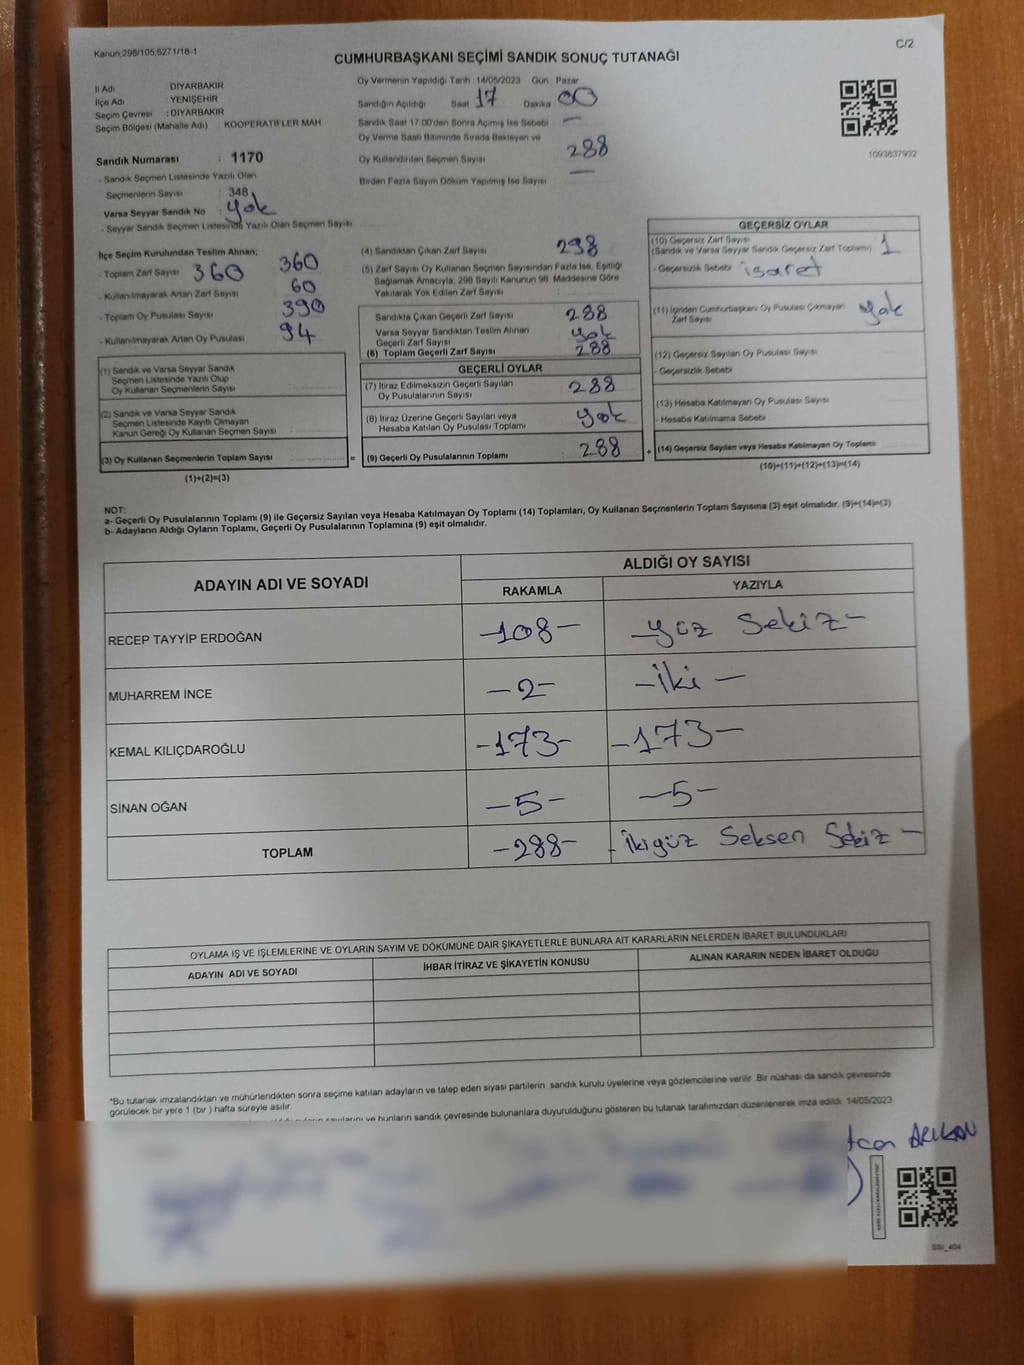 Kanun:298/105;6271/18-1
C/2
CUMHURBAŞKANI SEÇİMİ SANDIK SONUÇ TUTANAĞI
İl Adı DİYARBAKIR
İlçe Adı : YENİŞEHİR
Seçim Çevresi : DİYARBAKIR
Seçim Bölgesi (Mahalle Adı) : KOOPERATİFLER MAH
Sandık Numarası : 1170
- Sandık Seçmen Listesinde Yazılı Olan
Seçmenlerin Sayısı : 348
Varsa Seyyar Sandık No : yok
- Seyyar Sandık Seçmen Listesinde Yazılı Olan Seçmen Sayısı
Oy Vermenin Yapıldığı Tarih : 14/05/2023 Gün : Pazar
Sandığın Açıldığı Saat 17 Dakika 00
Sandık Saat 17.00'den Sonra Açılmış İse Sebebi : —
Oy Verme Saati Bitiminde Sırada Bekleyen ve
Oy Kullandırılan Seçmen Sayısı 288
Birden Fazla Sayım Döküm Yapılmış İse Sayısı —
1093837932
İlçe Seçim Kurulundan Teslim Alınan;
- Toplam Zarf Sayısı 360 360
- Kullanılmayarak Artan Zarf Sayısı 60
- Toplam Oy Pusulası Sayısı 390
- Kullanılmayarak Artan Oy Pusulası 94
(1) Sandık ve Varsa Seyyar Sandık
Seçmen Listesinde Yazılı Olup
Oy Kullanan Seçmenlerin Sayısı
(2) Sandık ve Varsa Seyyar Sandık
Seçmen Listesinde Kayıtlı Olmayan
Kanun Gereği Oy Kullanan Seçmen Sayısı
(3) Oy Kullanan Seçmenlerin Toplam Sayısı
(1)+(2)=(3)
=
(4) Sandıktan Çıkan Zarf Sayısı 298
(5) Zarf Sayısı Oy Kullanan Seçmen Sayısından Fazla İse, Eşitliği
Sağlamak Amacıyla, 298 Sayılı Kanunun 98. Maddesine Göre
Yakılarak Yok Edilen Zarf Sayısı
Sandıkta Çıkan Geçerli Zarf Sayısı 288
Varsa Seyyar Sandıktan Teslim Alınan
Geçerli Zarf Sayısı yok
(6) Toplam Geçerli Zarf Sayısı 288
GEÇERLİ OYLAR
(7) İtiraz Edilmeksizin Geçerli Sayılan
Oy Pusulalarının Sayısı 288
(8) İtiraz Üzerine Geçerli Sayılan veya
Hesaba Katılan Oy Pusulası Toplamı yok
(9) Geçerli Oy Pusulalarının Toplamı 288
+
GEÇERSİZ OYLAR
(10) Geçersiz Zarf Sayısı
(Sandık ve Varsa Seyyar Sandık Geçersiz Zarf Toplamı) 1
- Geçersizlik Sebebi : işaret
(11) İçinden Cumhurbaşkanı Oy Pusulası Çıkmayan
Zarf Sayısı yok
(12) Geçersiz Sayılan Oy Pusulası Sayısı
- Geçersizlik Sebebi
(13) Hesaba Katılmayan Oy Pusulası Sayısı
- Hesaba Katılmama Sebebi
(14) Geçersiz Sayılan veya Hesaba Katılmayan Oy Toplamı
(10)+(11)+(12)+(13)=(14)
NOT:
a- Geçerli Oy Pusulalarının Toplamı (9) ile Geçersiz Sayılan veya Hesaba Katılmayan Oy Toplamı (14) Toplamları, Oy Kullanan Seçmenlerin Toplam Sayısına (3) eşit olmalıdır. (9)+(14)=(3)
b- Adayların Aldığı Oyların Toplamı, Geçerli Oy Pusulalarının Toplamına (9) eşit olmalıdır.
ADAYIN ADI VE SOYADI
ALDIĞI OY SAYISI
RAKAMLA YAZIYLA
RECEP TAYYİP ERDOĞAN -108- -yüz Sekiz-
MUHARREM İNCE -2- -iki-
KEMAL KILIÇDAROĞLU -173- -173-
SİNAN OĞAN -5- -5-
TOPLAM -288- -ikiyüz Seksen Sekiz-
OYLAMA İŞ VE İŞLEMLERİNE VE OYLARIN SAYIM VE DÖKÜMÜNE DAİR ŞİKAYETLERLE BUNLARA AİT KARARLARIN NELERDEN İBARET BULUNDUKLARI
ADAYIN ADI VE SOYADI İHBAR İTİRAZ VE ŞİKAYETİN KONUSU ALINAN KARARIN NEDEN İBARET OLDUĞU
*Bu tutanak imzalandıktan ve mühürlendikten sonra seçime katılan adayların ve talep eden siyasi partilerin sandık kurulu üyelerine veya gözlemcilerine verilir. Bir nüshası da sandık çevresinde
görülecek bir yere 1 (bir) hafta süreyle asılır.
sayılarını ve bunların sandık çevresinde bulunanlara duyurulduğunu gösteren bu tutanak tarafımızdan düzenlenerek imza edildi. 14/05/2023
ARIKAN
SSI_404